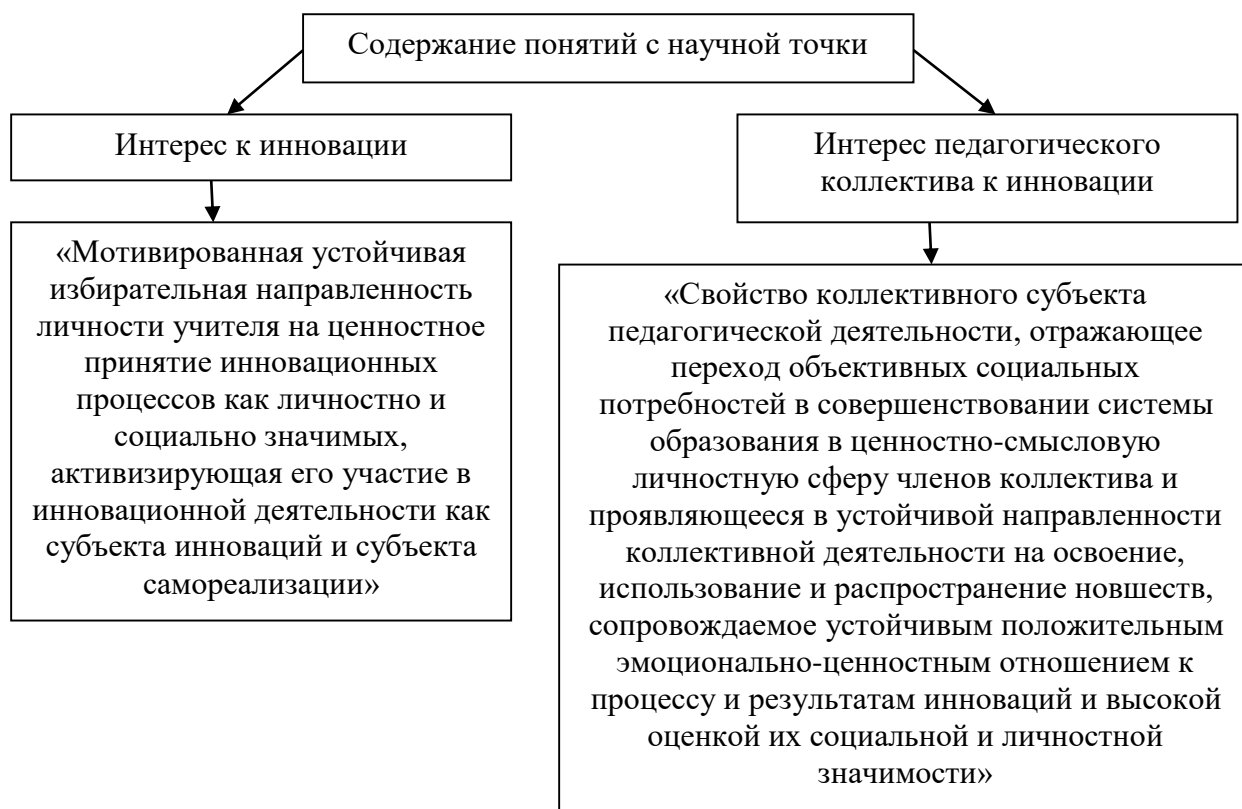 Содержание понятий с научной точки
Интерес к инновации
«Мотивированная устойчивая
избирательная направленность
личности учителя на ценностное
принятие инновационных
процессов как личностно и
социально значимых,
активизирующая его участие в
инновационной деятельности как
субъекта инноваций и субъекта
самореализации»
Интерес педагогического
коллектива к инновации
«Свойство коллективного субъекта
педагогической деятельности, отражающее
переход объективных социальных
потребностей в совершенствовании системы
образования в ценностно-смысловую
личностную сферу членов коллектива и
проявляющееся в устойчивой направленности
коллективной деятельности на освоение,
использование и распространение новшеств,
сопровождаемое устойчивым положительным
эмоционально-ценностным отношением к
процессу и результатам инноваций и высокой
оценкой их социальной и личностной
значимости»